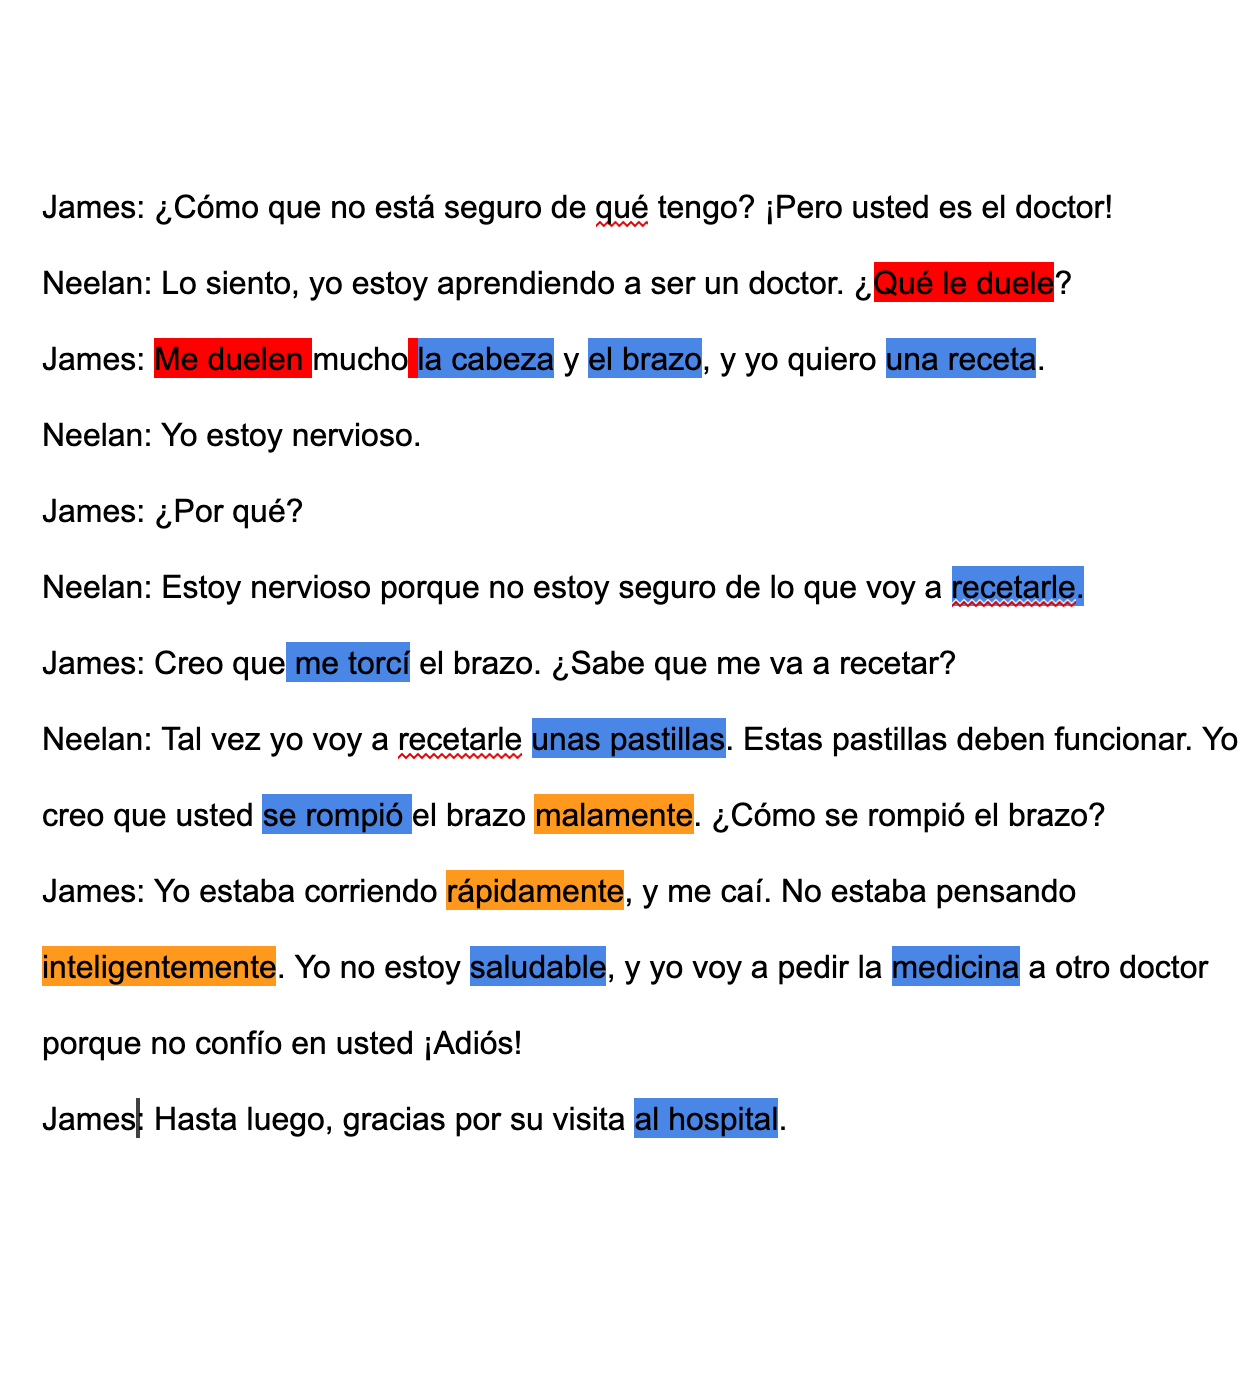 James: ¿Cómo que no está seguro de qué tengo? ¡Pero usted es el doctor!
Neelan: Lo siento, yo estoy aprendiendo a ser un doctor. ¿Qué le duele?
James: Me duelen mucho la cabeza y el brazo, y yo quiero una receta.
Neelan: Yo estoy nervioso.
James: ¿Por qué?
Neelan: Estoy nervioso porque no estoy seguro de lo que voy a recetarle.
James: Creo que me torcí el brazo. ¿Sabe que me va a recetar?
Neelan: Tal vez yo voy a recetarle unas pastillas. Estas pastillas deben funcionar. Yo
creo que usted se rompió el brazo malamente. ¿Cómo se rompió el brazo?
James: Yo estaba corriendo rápidamente, y me caí. No estaba pensando
inteligentemente. Yo no estoy saludable, y yo voy a pedir la medicina a otro doctor
porque no confío en usted ¡Adiós!
James: Hasta luego, gracias por su visita al hospital.